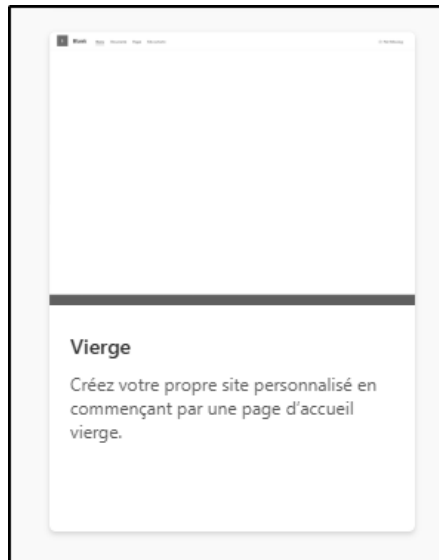 Vierge
Créez votre propre site personnalisé en
commençant par une page d'accueil
vierge.